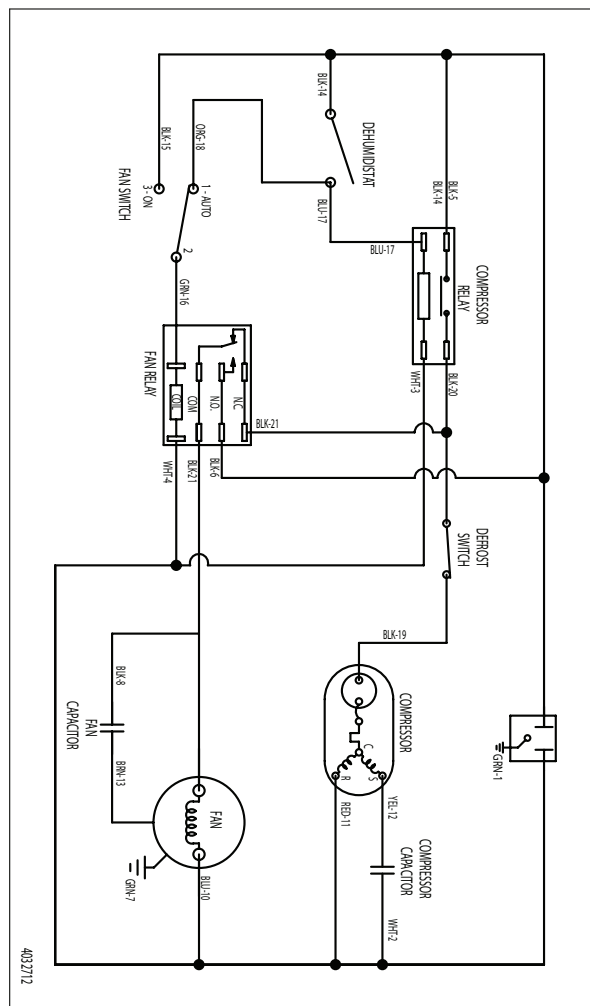 GRN-1
COMPRESSOR
RELAY
DEFROST
SWITCH
BLK-5
BLK-14
BLK-20
WHT-3
BLU-17
DEHUMIDISTAT
BLK-14
BLU-17
BLK-19
COMPRESSOR
C
S
R
YEL-12
COMPRESSOR
CAPACITOR
WHT-2
RED-11
BLK-21
N.C
N.O.
COM
COIL
BLK-6
BLK-21
WHT-4
FAN RELAY
ORG-18
1 - AUTO
2
GRN-16
BLK-15
3 - ON
FAN SWITCH
FAN
BLU-10
GRN-7
BLK-8
FAN
CAPACITOR
BRN-13
4032712